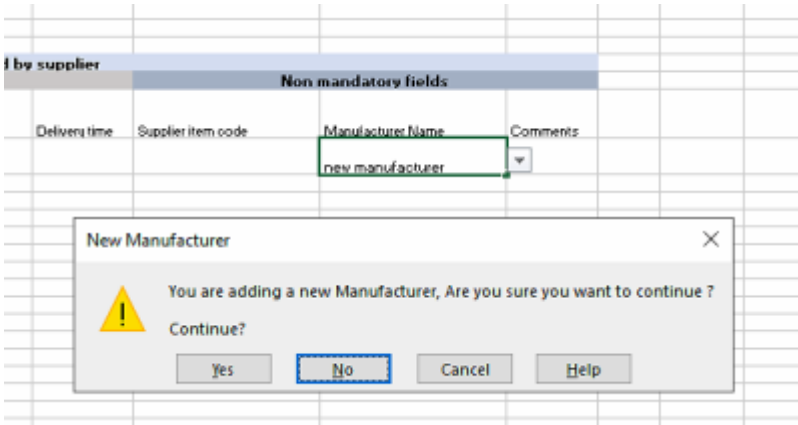 d by supplier
Non mandatory fields
Delivery time Supplier item code Manufacturer Name Comments
new manufacturer
New Manufacturer
You are adding a new Manufacturer, Are you sure you want to continue ?
Continue?
Yes No Cancel Help